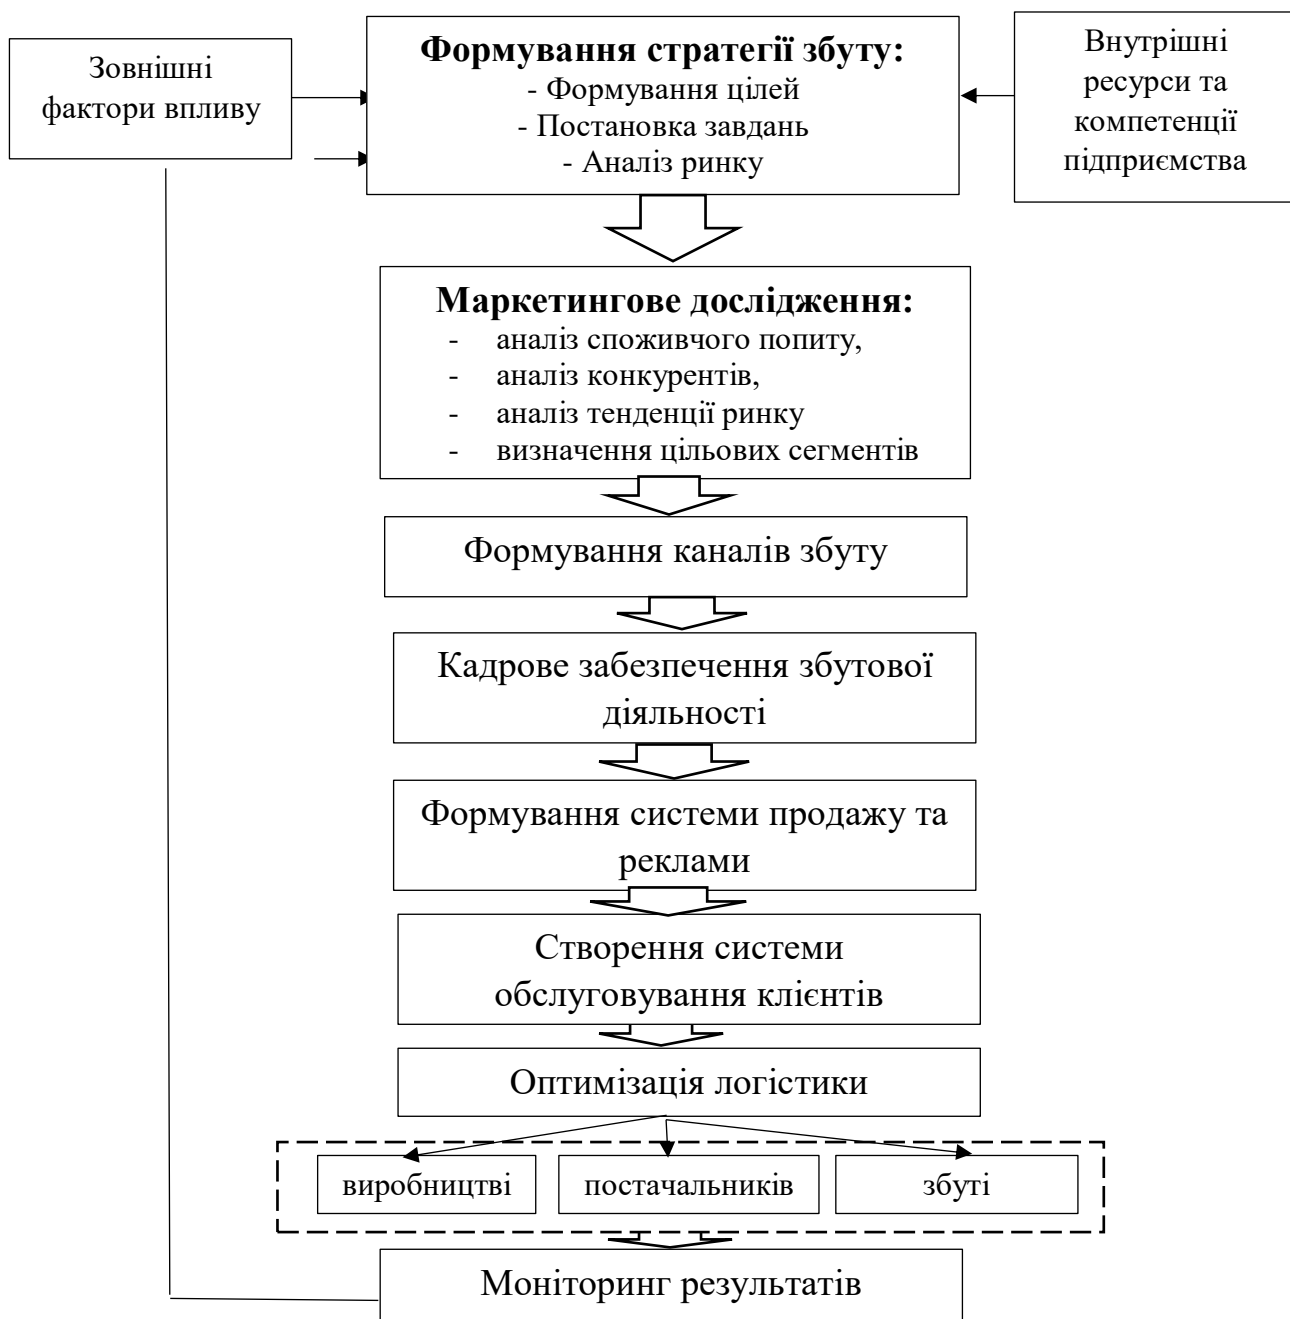 Зовнішні
фактори впливу
Формування стратегії збуту:
- Формування цілей
- Постановка завдань
- Аналіз ринку
Внутрішні
ресурси та
компетенції
підприємства
Маркетингове дослідження:
- аналіз споживчого попиту,
- аналіз конкурентів,
- аналіз тенденції ринку
- визначення цільових сегментів
Формування каналів збуту
Кадрове забезпечення збутової
діяльності
Формування системи продажу та
реклами
Створення системи
обслуговування клієнтів
Оптимізація логістики
виробництві
постачальників
збуті
Моніторинг результатів